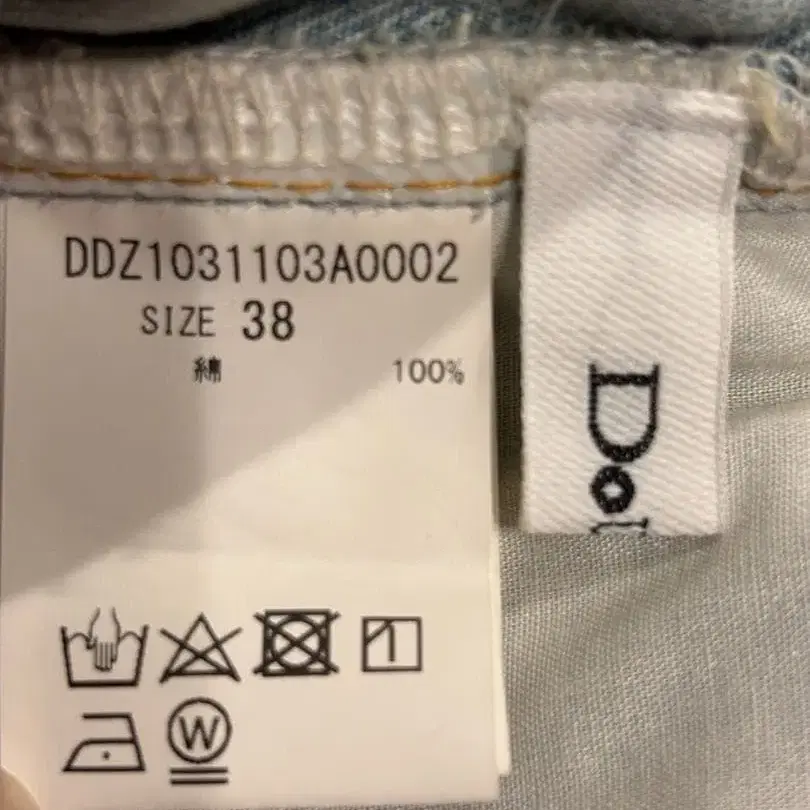 DDZ1031103A0002
SIZE 38
綿 100%
W
Do